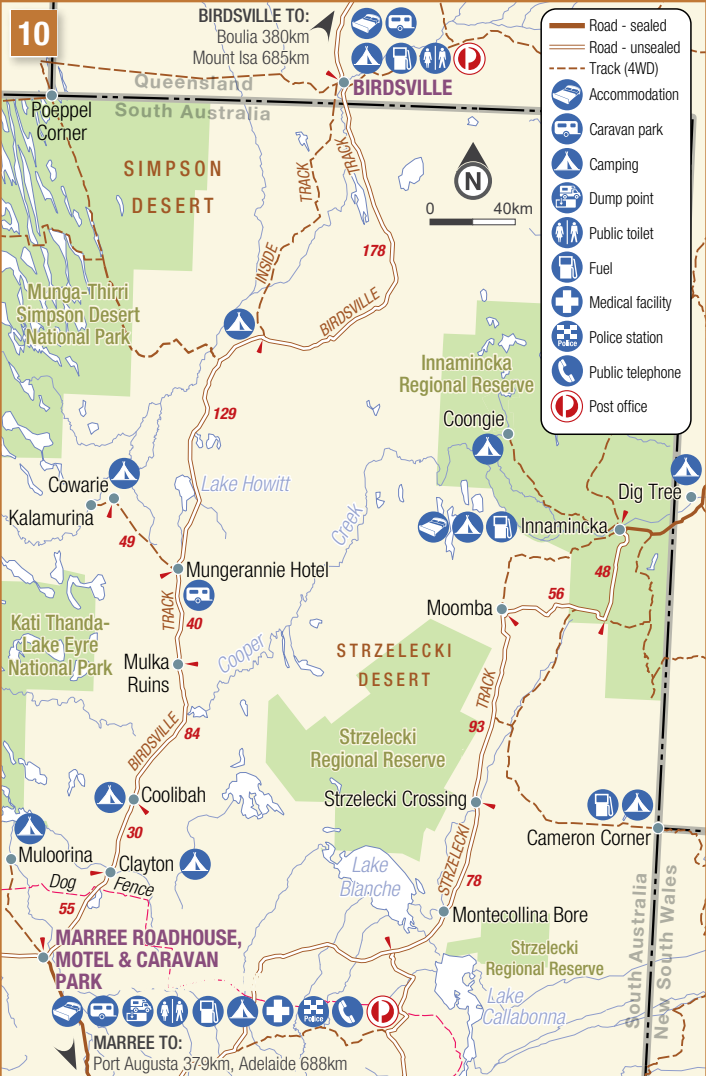 10
BIRDSVILLE TO:
Boulia 380km
Mount Isa 685km
BIRDSVILLE
Queensland
South Australia
Poeppel
Corner
Road - sealed
Road - unsealed
Track (4WD)
Accommodation
Caravan park
Camping
Dump point
Public toilet
Fuel
Medical facility
Police
Police station
Public telephone
Post office
N
0 40km
SIMPSON
DESERT
INSIDE TRACK
BIRDSVILLE TRACK
178
Munga-Thirri
Simpson Desert
National Park
129
Innamincka
Regional Reserve
Coongie
Dig Tree
Innamincka
Cowarie
Kalamurina
49
Lake Howitt
Cooper Creek
Mungerannie Hotel
48
56
Moomba
Kati Thanda-
Lake Eyre
National Park
40
Mulka
Ruins
BIRDSVILLE TRACK
84
STRZELECKI
DESERT
93
Strzelecki
Regional Reserve
Coolibah
30
Strzelecki Crossing
Cameron Corner
Muloorina
Clayton
Dog Fence
55
Lake
Blanche
STRZELECKI TRACK
78
Montecollina Bore
MARREE ROADHOUSE,
MOTEL & CARAVAN
PARK
Strzelecki
Regional Reserve
Lake
Callabonna
South Australia
New South Wales
Police
MARREE TO:
Port Augusta 379km, Adelaide 688km